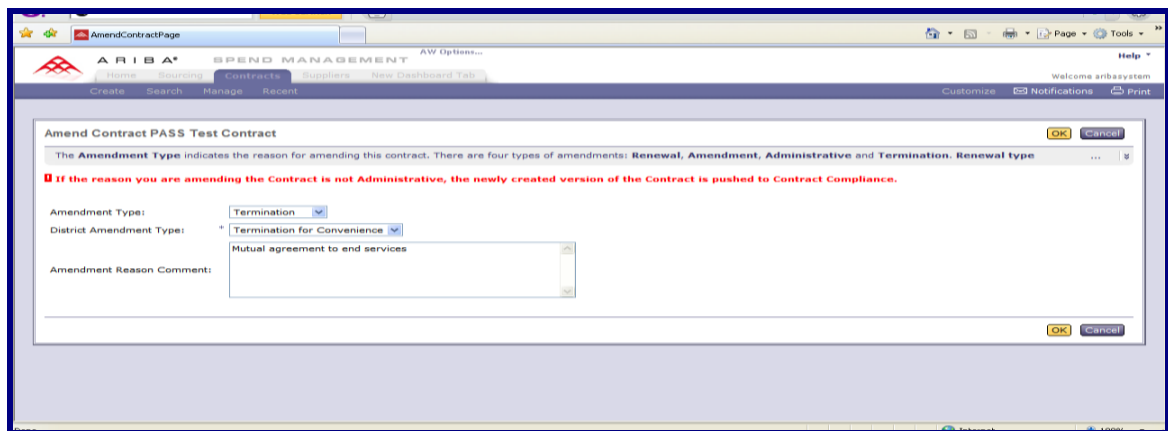 AmendContractPage
Page Tools
AW Options...
ARIBA® SPEND MANAGEMENT
Help
Home Sourcing Contracts Suppliers New Dashboard Tab
Welcome aribasystem
Create Search Manage Recent
Customize Notifications Print
Amend Contract PASS Test Contract
OK Cancel
The Amendment Type indicates the reason for amending this contract. There are four types of amendments: Renewal, Amendment, Administrative and Termination. Renewal type ...
If the reason you are amending the Contract is not Administrative, the newly created version of the Contract is pushed to Contract Compliance.
Amendment Type: Termination
District Amendment Type: * Termination for Convenience
Mutual agreement to end services
Amendment Reason Comment:
OK Cancel